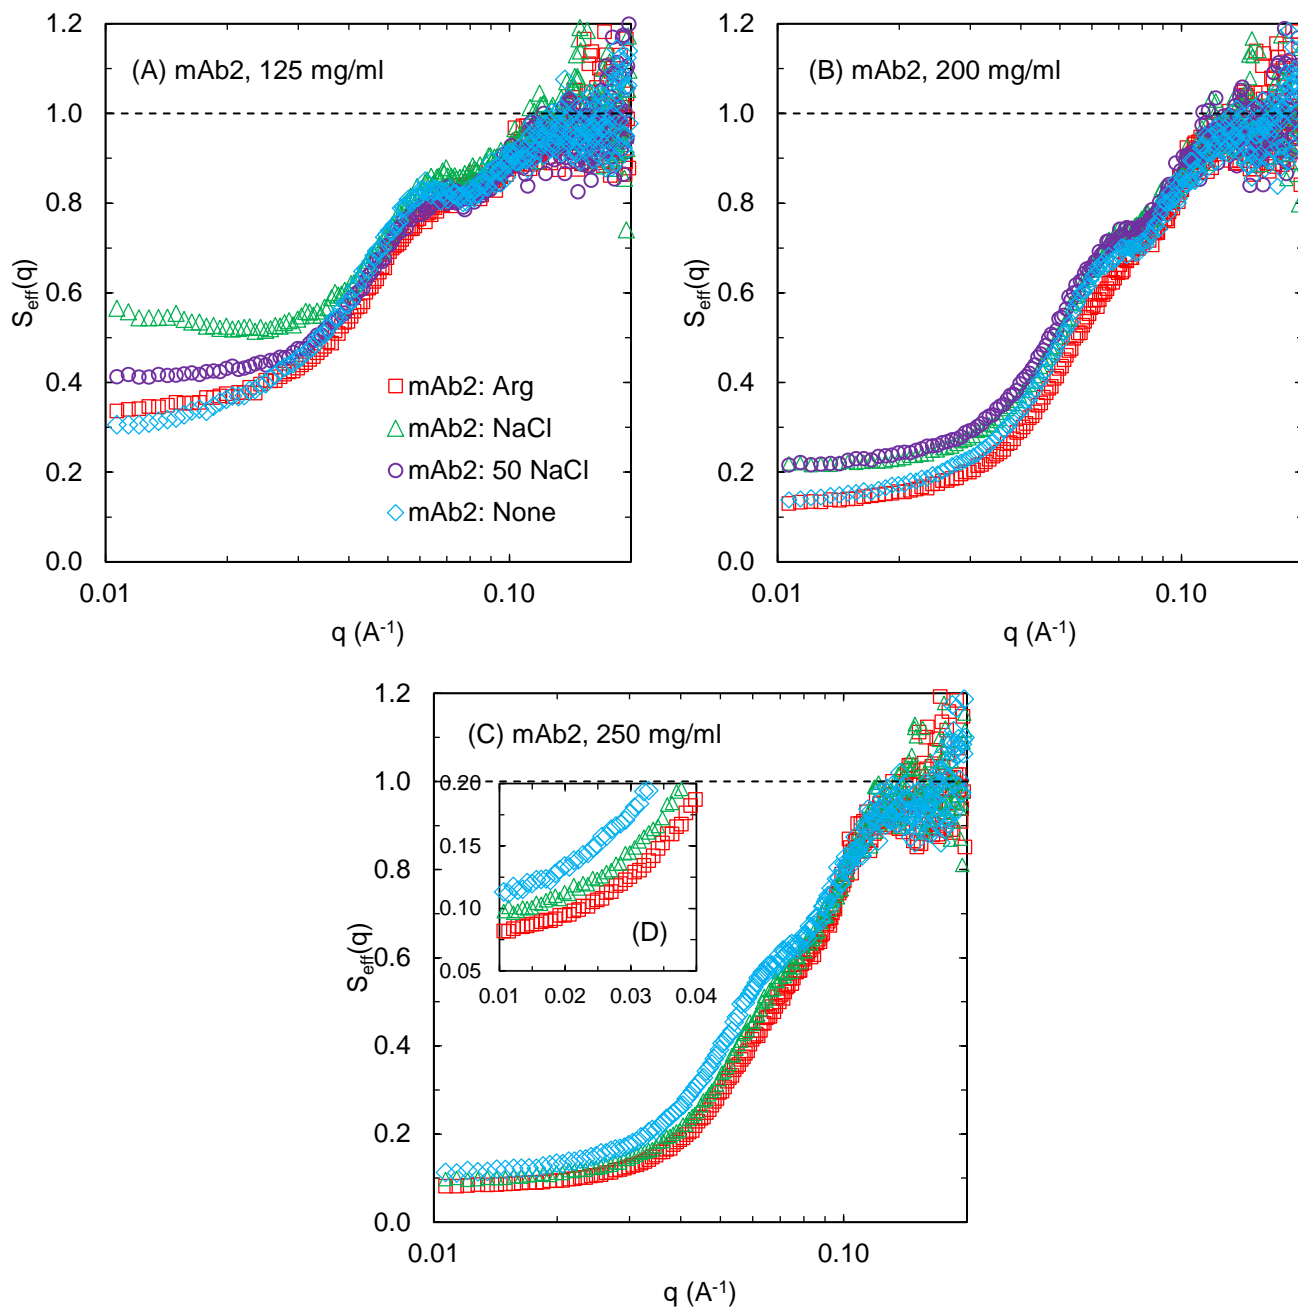 (A) mAb2, 125 mg/ml
1.2
1.0
0.8
0.6
0.4
0.2
0.0
S_eff(q)
mAb2: Arg
mAb2: NaCl
mAb2: 50 NaCl
mAb2: None
0.01
0.10
q (A⁻¹)
(B) mAb2, 200 mg/ml
1.2
1.0
0.8
0.6
0.4
0.2
0.0
S_eff(q)
0.01
0.10
q (A⁻¹)
(C) mAb2, 250 mg/ml
1.2
1.0
0.8
0.6
0.4
0.2
0.0
S_eff(q)
0.20
0.15
0.10
0.05
(D)
0.01
0.02
0.03
0.04
0.01
0.10
q (A⁻¹)